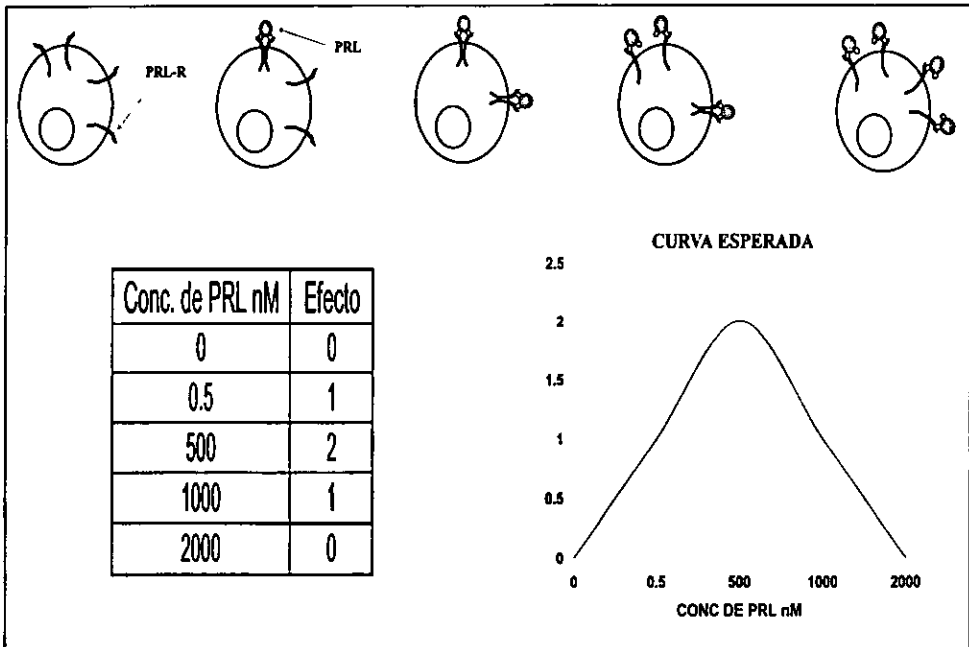 PRL
PRL-R
CURVA ESPERADA
Conc. de PRL nM Efecto
0 0
0.5 1
500 2
1000 1
2000 0
2.5
2
1.5
1
0.5
0
0 0.5 500 1000 2000
CONC DE PRL nM